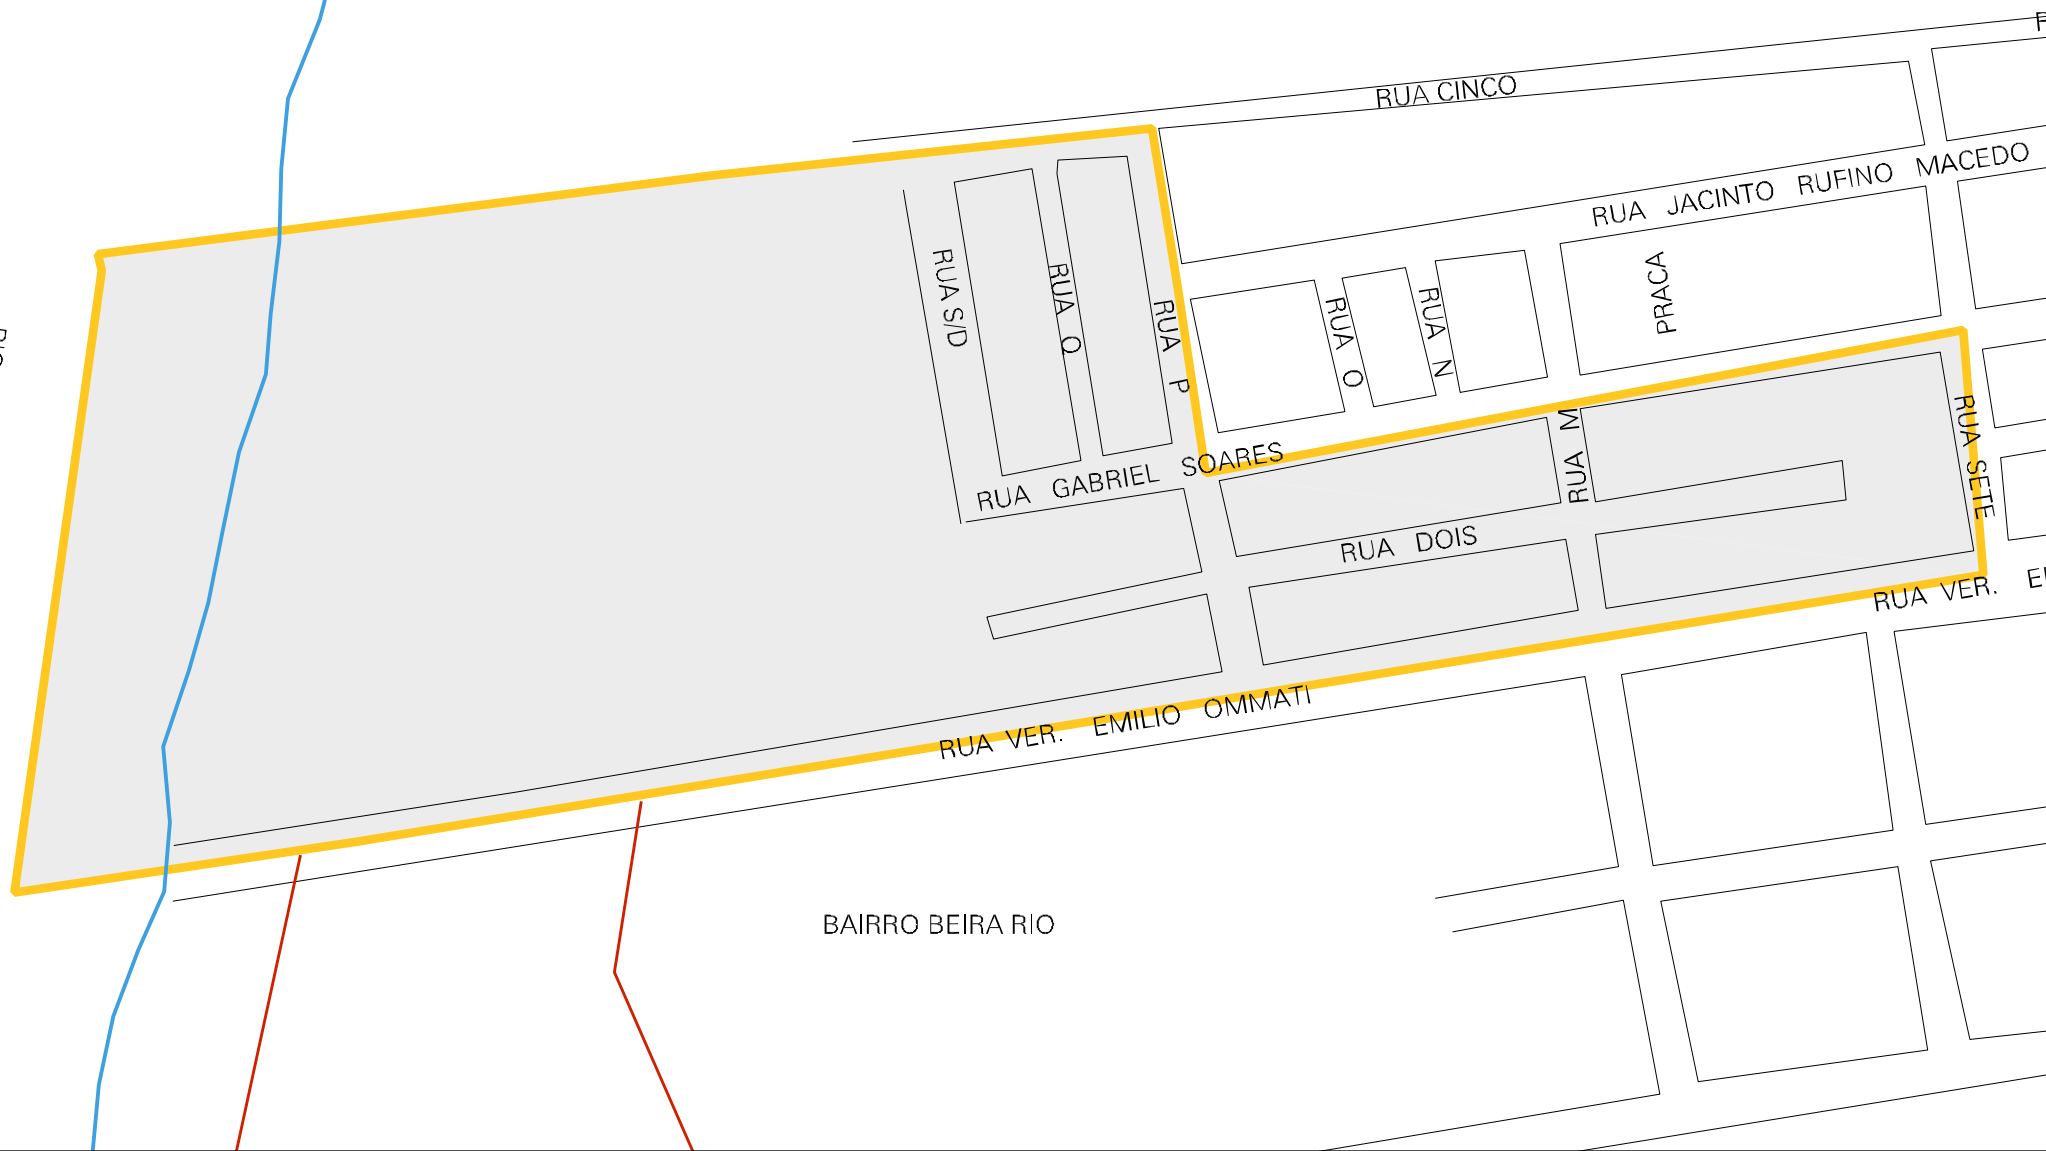 RUA CINCO
RUA JACINTO RUFINO MACEDO
PRACA
RUA S/D
RUA Q
RUA P
RUA O
RUA N
RUA M
RUA SETE
RUA GABRIEL SOARES
RUA DOIS
RUA VER.
RUA VER. EMILIO OMMATI
BAIRRO BEIRA RIO